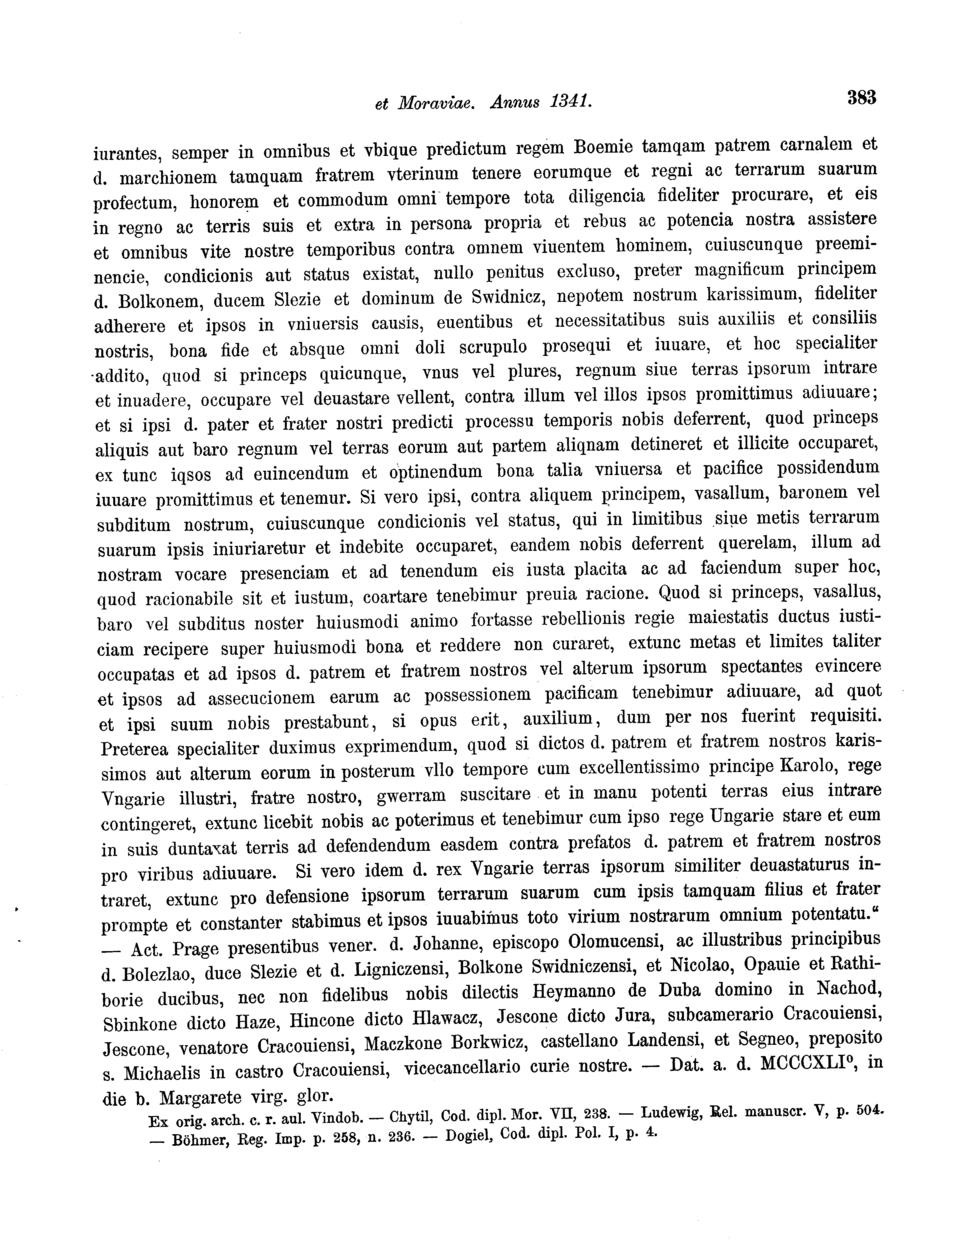 et Moraviae. Annus 1341. 383
iurantes, semper in omnibus et vbique predictum regem Boemie tamqam patrem carnalem et
d. marchionem tamquam fratrem vterinum tenere eorumque et regni ac terrarum suarum
profectum, honorem et commodum omni tempore tota diligencia fideliter procurare, et eis
in regno ac terris suis et extra in persona propria et rebus ac potencia nostra assistere
et omnibus vite nostre temporibus contra omnem viuentem hominem, cuiuscunque preemi-
nencie, condicionis aut status existat, nullo penitus excluso, preter magnificum principem
d. Bolkonem, ducem Slezie et dominum de Swidnicz, nepotem nostrum karissimum, fideliter
adherere et ipsos in vniuersis causis, euentibus et necessitatibus suis auxiliis et consiliis
nostris, bona fide et absque omni doli scrupulo prosequi et iuuare, et hoc specialiter
addito, quod si princeps quicunque, vnus vel plures, regnum siue terras ipsorum intrare
et inuadere, occupare vel deuastare vellent, contra illum vel illos ipsos promittimus adiuuare;
et si ipsi d. pater et frater nostri predicti processu temporis nobis deferrent, quod princeps
aliquis aut baro regnum vel terras eorum aut partem aliqnam detineret et illicite occuparet,
ex tunc iqsos ad euincendum et optinendum bona talia vniuersa et pacifice possidendum
iuuare promittimus et tenemur. Si vero ipsi, contra aliquem principem, vasallum, baronem vel
subditum nostrum, cuiuscunque condicionis vel status, qui in limitibus siue metis terrarum
suarum ipsis iniuriaretur et indebite occuparet, eandem nobis deferrent querelam, illum ad
nostram vocare presenciam et ad tenendum eis iusta placita ac ad faciendum super hoc,
quod racionabile sit et iustum, coartare tenebimur preuia racione. Quod si princeps, vasallus,
baro vel subditus noster huiusmodi animo fortasse rebellionis regie maiestatis ductus iusti-
ciam recipere super huiusmodi bona et reddere non curaret, extunc metas et limites taliter
occupatas et ad ipsos d. patrem et fratrem nostros vel alterum ipsorum spectantes evincere
et ipsos ad assecucionem earum ac possessionem pacificam tenebimur adiuuare, ad quot
et ipsi suum nobis prestabunt, si opus erit, auxilium, dum per nos fuerint requisiti.
Preterea specialiter duximus exprimendum, quod si dictos d. patrem et fratrem nostros karis-
simos aut alterum eorum in posterum vllo tempore cum excellentissimo principe Karolo, rege
Vngarie illustri, fratre nostro, gwerram suscitare et in manu potenti terras eius intrare
contingeret, extunc licebit nobis ac poterimus et tenebimur cum ipso rege Ungarie stare et eum
in suis duntaxat terris ad defendendum easdem contra prefatos d. patrem et fratrem nostros
pro viribus adiuuare. Si vero idem d. rex Vngarie terras ipsorum similiter deuastaturus in-
traret, extunc pro defensione ipsorum terrarum suarum cum ipsis tamquam filius et frater
prompte et constanter stabimus et ipsos iuuabimus toto virium nostrarum omnium potentatu.“
— Act. Prage presentibus vener. d. Johanne, episcopo Olomucensi, ac illustribus principibus
d. Bolezlao, duce Slezie et d. Ligniczensi, Bolkone Swidniczensi, et Nicolao, Opauie et Rathi-
borie ducibus, nec non fidelibus nobis dilectis Heymanno de Duba domino in Nachod,
Sbinkone dicto Haze, Hincone dicto Hlawacz, Jescone dicto Jura, subcamerario Cracouiensi,
Jescone, venatore Cracouiensi, Maczkone Borkwicz, castellano Landensi, et Segneo, preposito
s. Michaelis in castro Cracouiensi, vicecancellario curie nostre. — Dat. a. d. MCCCXLI⁰, in
die b. Margarete virg. glor.
Ex orig. arch. c. r. aul. Vindob. — Chytil, Cod. dipl. Mor. VII, 238. — Ludewig, Rel. manuscr. V, p. 504.
— Böhmer, Reg. Imp. p. 258, n. 236. — Dogiel, Cod. dipl. Pol. I, p. 4.